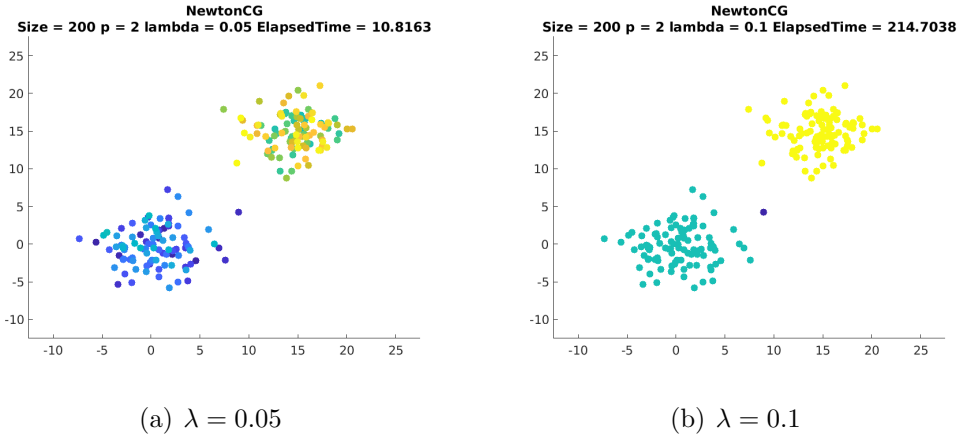 NewtonCG
Size = 200 p = 2 lambda = 0.05 ElapsedTime = 10.8163
25
20
15
10
5
0
-5
-10
-10 -5 0 5 10 15 20 25
(a) λ = 0.05
NewtonCG
Size = 200 p = 2 lambda = 0.1 ElapsedTime = 214.7038
25
20
15
10
5
0
-5
-10
-10 -5 0 5 10 15 20 25
(b) λ = 0.1